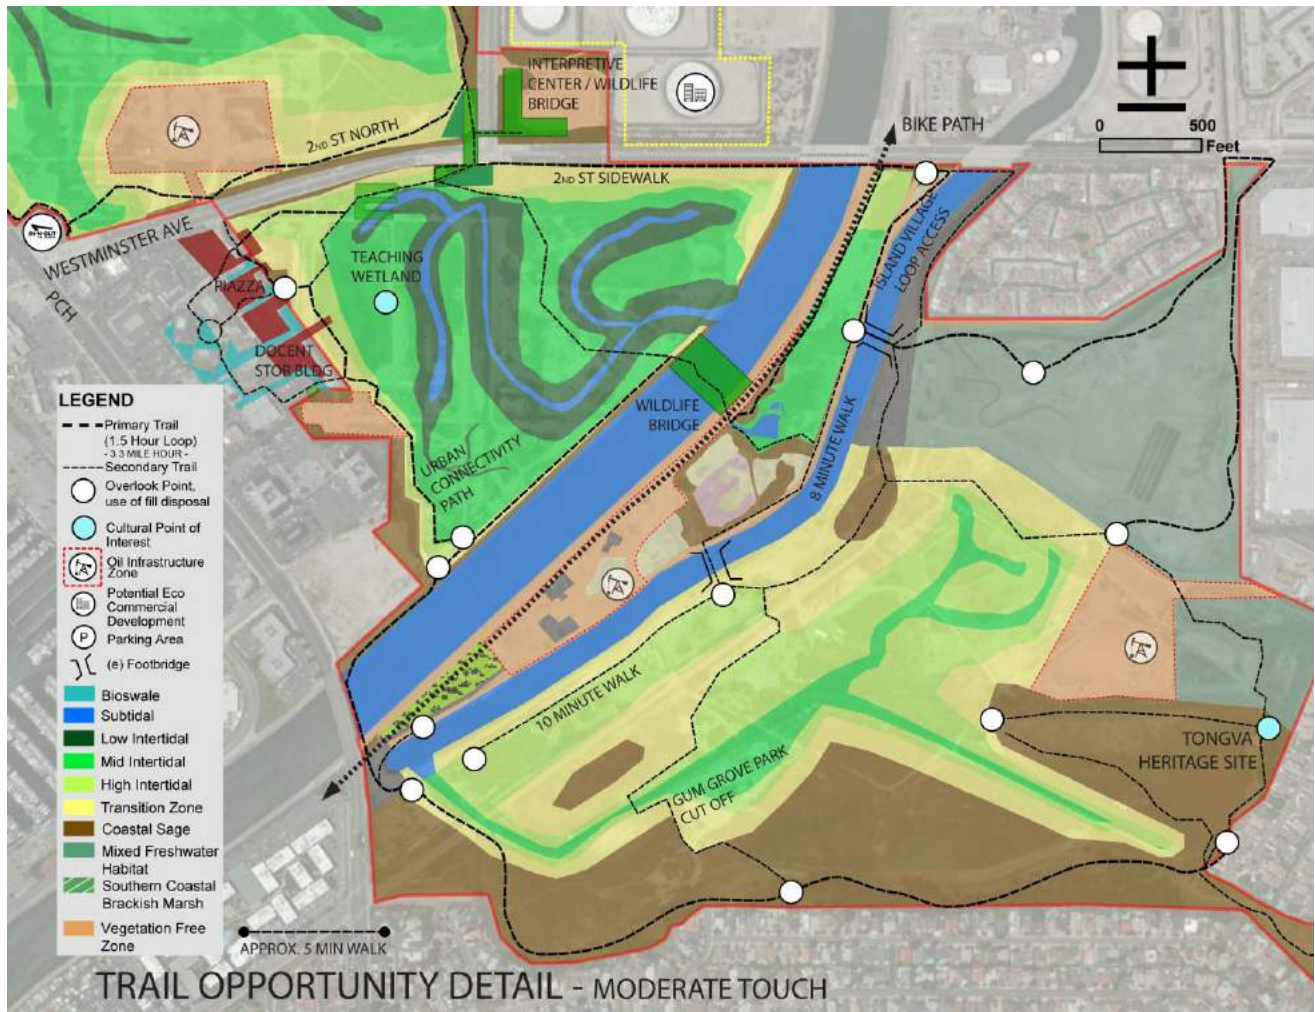 INTERPRETIVE
CENTER / WILDLIFE
BRIDGE
BIKE PATH
0 500
Feet
2ND ST NORTH
2ND ST SIDEWALK
IN-N-OUT
WESTMINSTER AVE
PCH
PIAZZA
TEACHING
WETLAND
ISLAND VILLAGE
LOOP ACCESS
DOCENT
STOR BLDG
WILDLIFE
BRIDGE
URBAN
CONNECTIVITY
PATH
8 MINUTE WALK
10 MINUTE WALK
GUM GROVE PARK
CUT OFF
TONGVA
HERITAGE SITE
LEGEND
Primary Trail
(1.5 Hour Loop)
- 3.3 MILE HOUR -
Secondary Trail
Overlook Point,
use of fill disposal
Cultural Point of
Interest
Oil Infrastructure
Zone
Potential Eco
Commercial
Development
P Parking Area
(e) Footbridge
Bioswale
Subtidal
Low Intertidal
Mid Intertidal
High Intertidal
Transition Zone
Coastal Sage
Mixed Freshwater
Habitat
Southern Coastal
Brackish Marsh
Vegetation Free
Zone
APPROX. 5 MIN WALK
TRAIL OPPORTUNITY DETAIL - MODERATE TOUCH